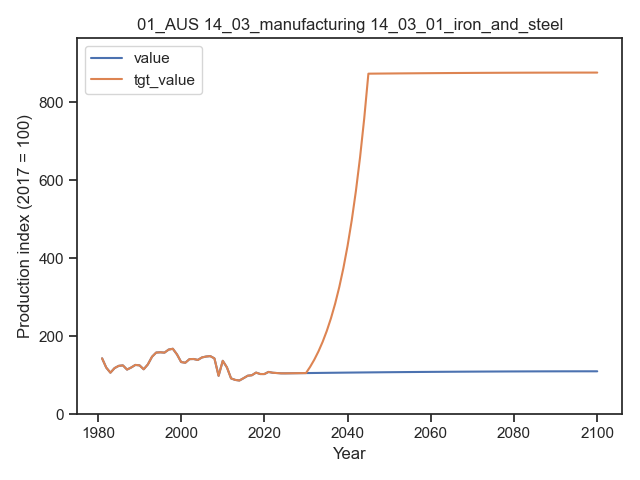 01_AUS 14_03_manufacturing 14_03_01_iron_and_steel
value
tgt_value
Production index (2017 = 100)
800
600
400
200
0
1980
2000
2020
2040
2060
2080
2100
Year